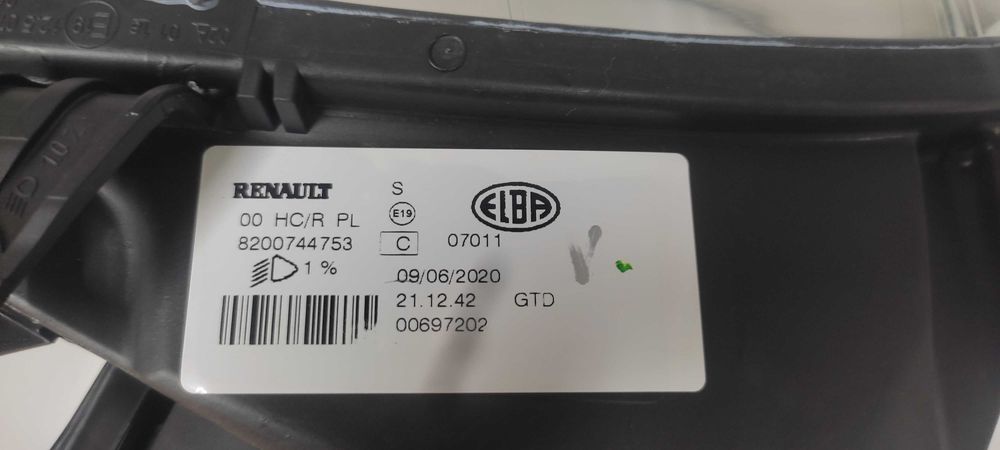 RENAULT S ELBA
00 HC/R PL E19
8200744753 C 07011
1 %
09/06/2020
21.12.42 GTD
00697202